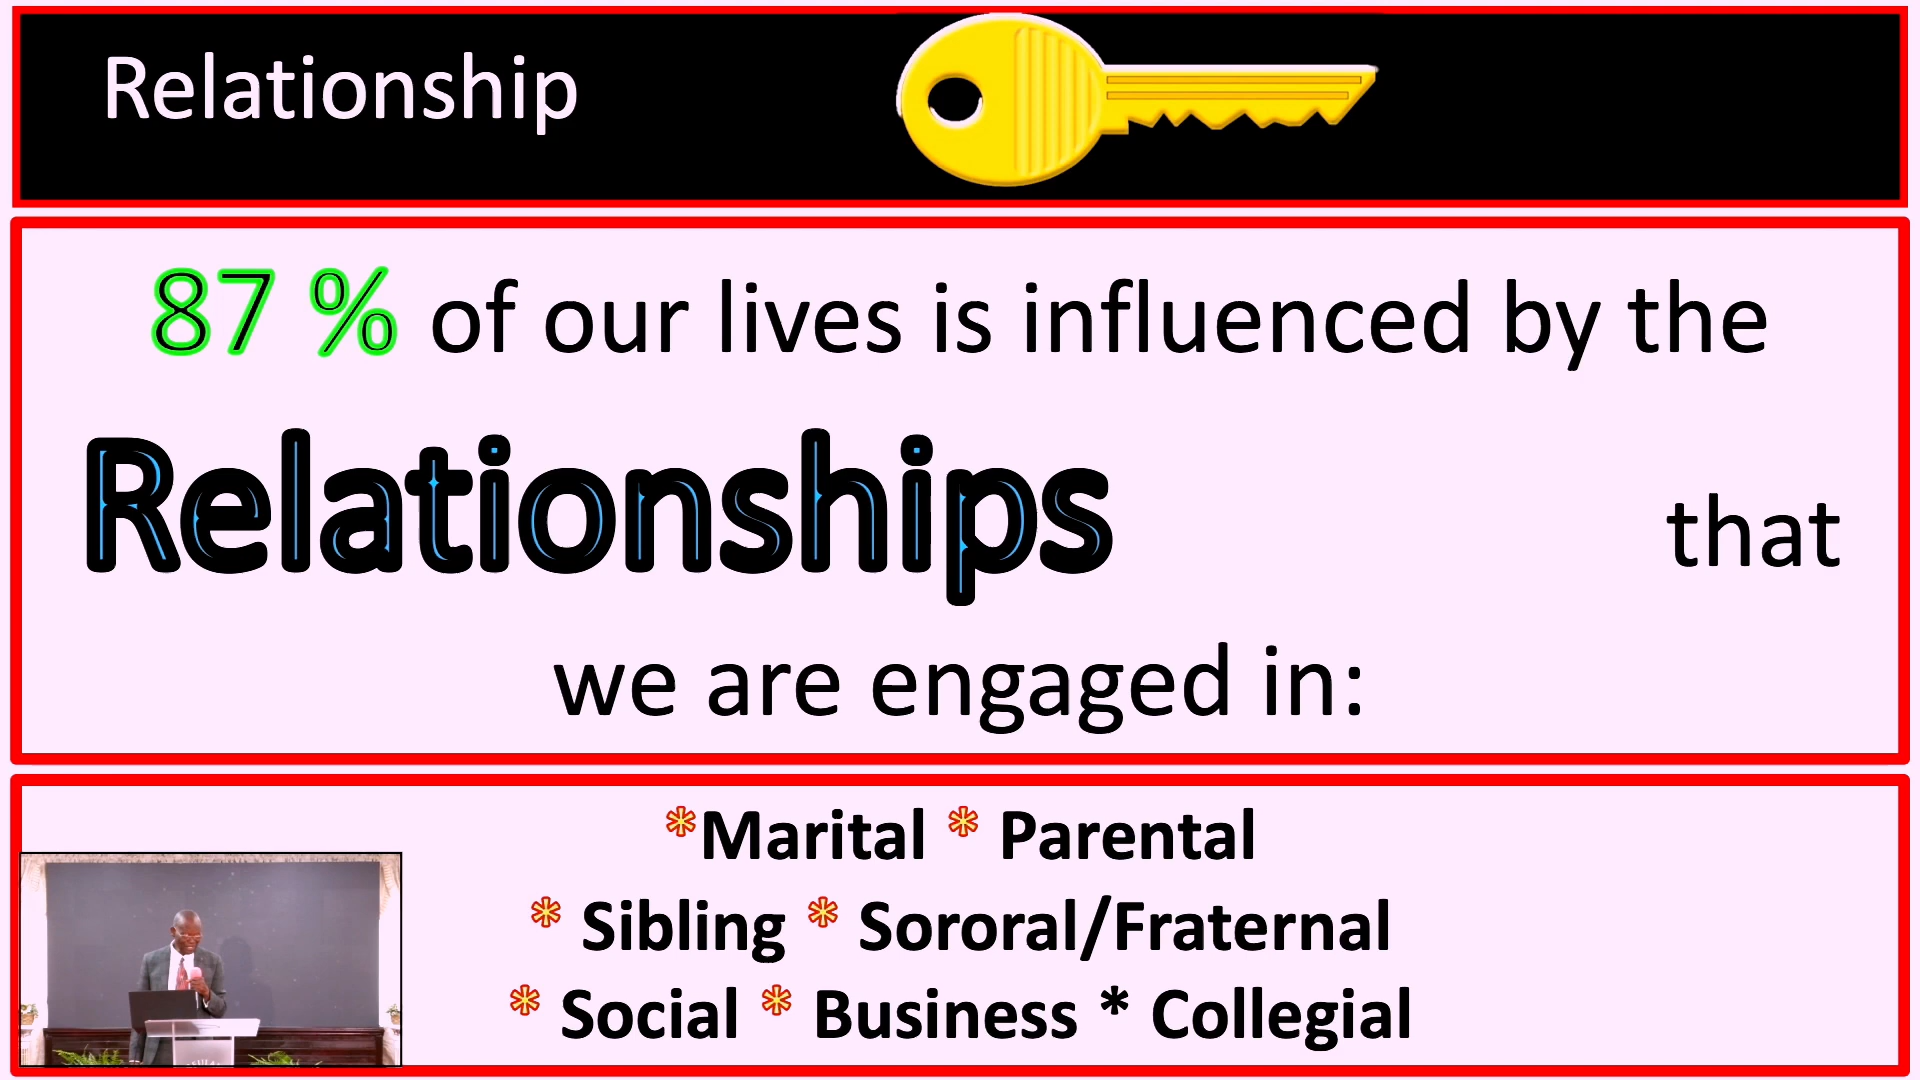 Relationship
87 % of our lives is influenced by the
Relationships that
we are engaged in:
*Marital * Parental
* Sibling * Sororal/Fraternal
* Social * Business * Collegial